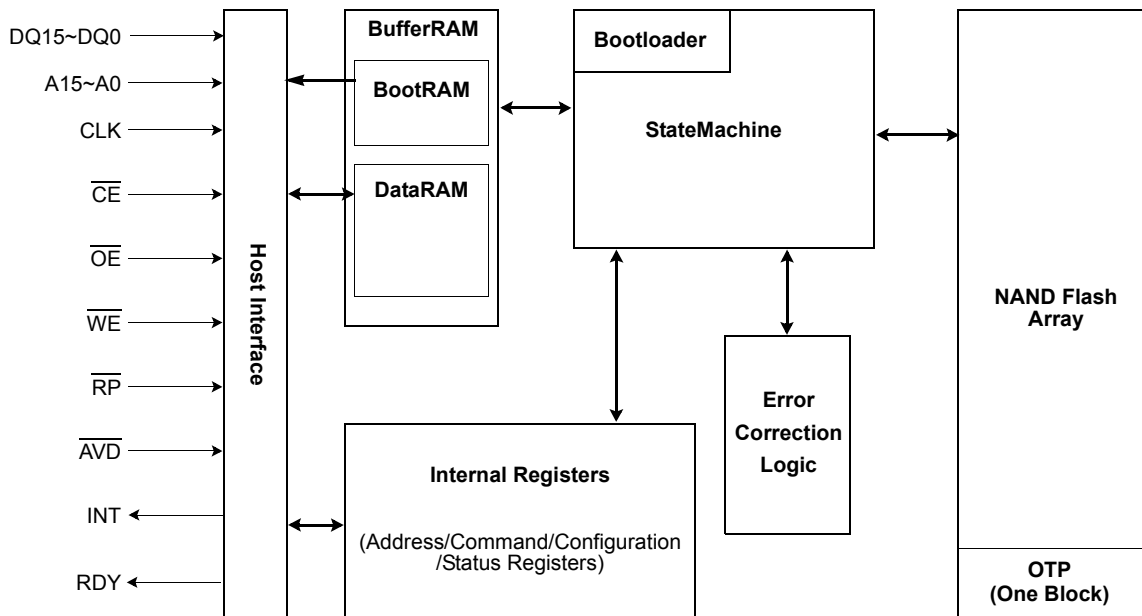 DQ15~DQ0
A15~A0
CLK
CE
OE
WE
RP
AVD
INT
RDY
Host Interface
BufferRAM
BootRAM
DataRAM
Bootloader
StateMachine
Internal Registers
(Address/Command/Configuration
/Status Registers)
Error
Correction
Logic
NAND Flash
Array
OTP
(One Block)